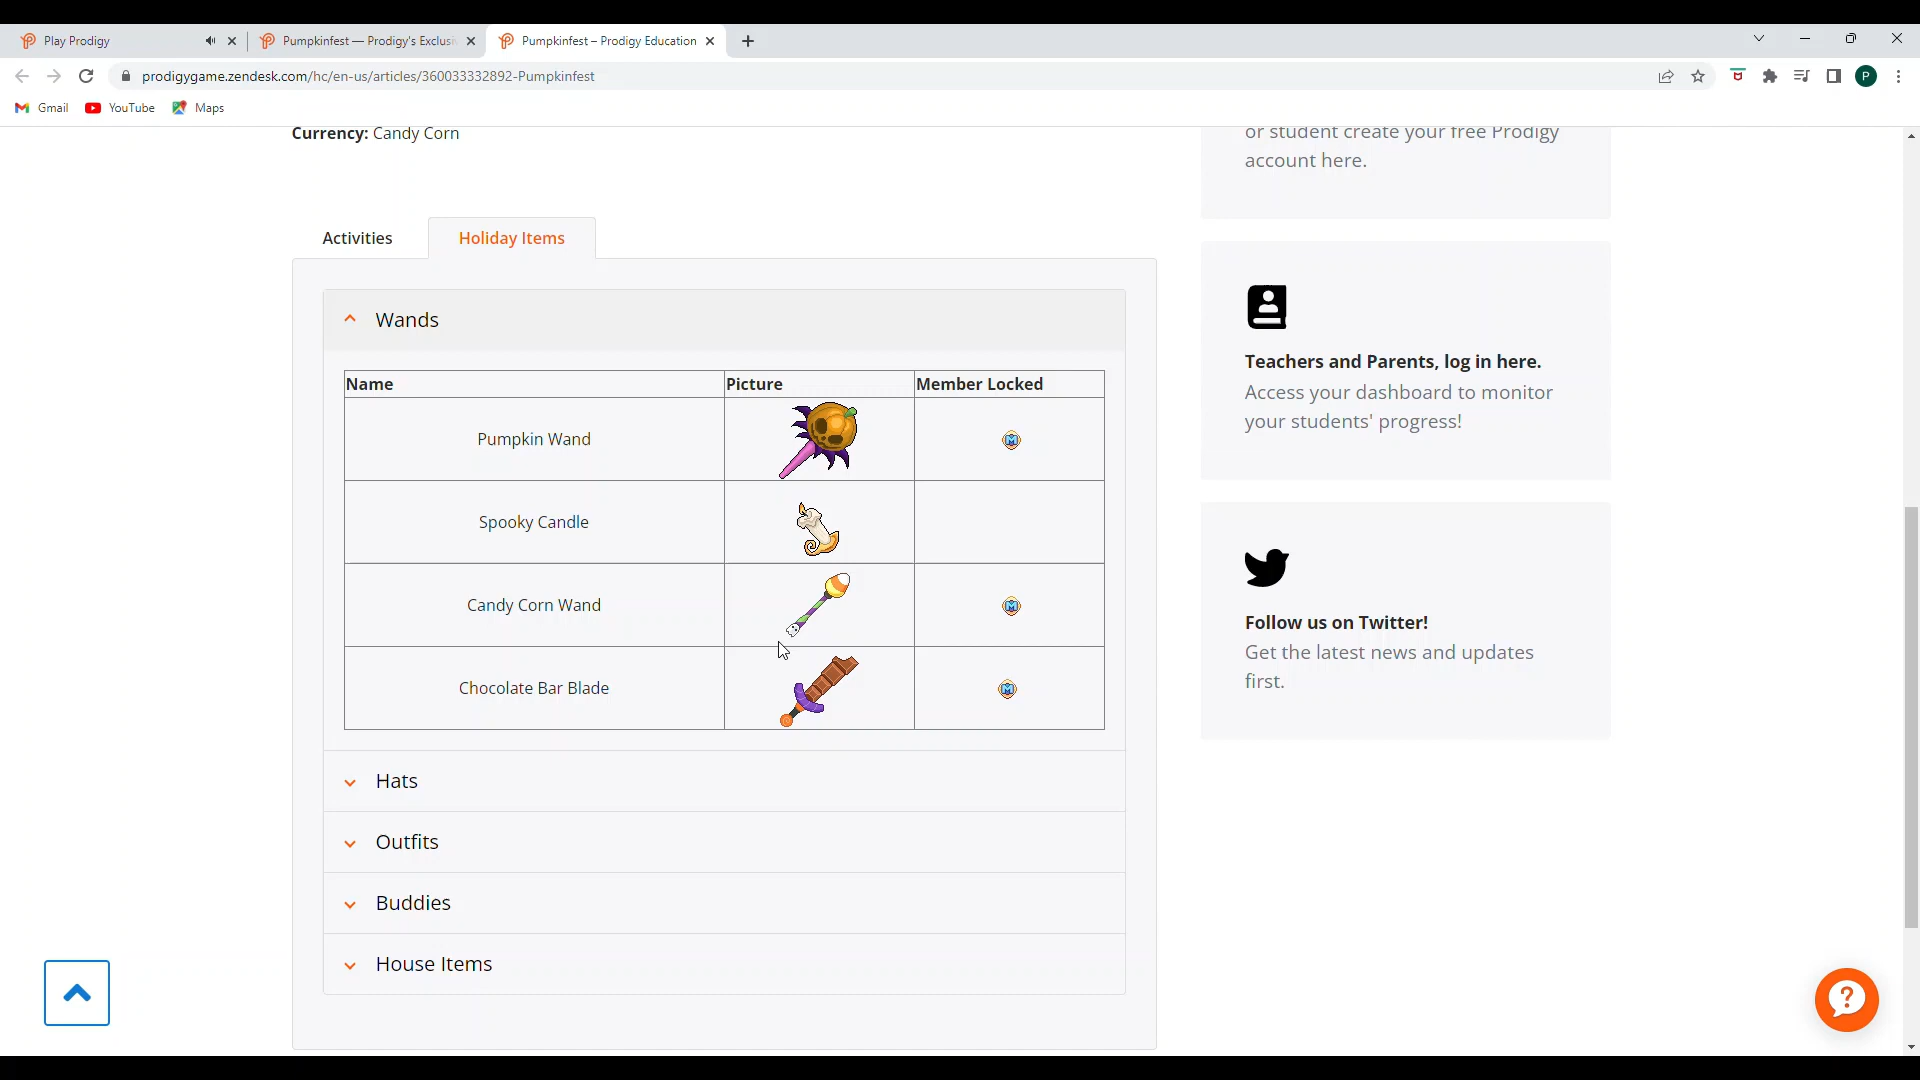 Play Prodigy
Pumpkinfest — Prodigy's Exclusi
Pumpkinfest – Prodigy Education
prodigygame.zendesk.com/hc/en-us/articles/360033332892-Pumpkinfest
P
Gmail
YouTube
Maps
Currency: Candy Corn
or student create your free Prodigy
account here.
Activities
Holiday Items
Wands
Name
Picture
Member Locked
Pumpkin Wand
M
Spooky Candle
Candy Corn Wand
M
Chocolate Bar Blade
M
Hats
Outfits
Buddies
House Items
Teachers and Parents, log in here.
Access your dashboard to monitor
your students' progress!
Follow us on Twitter!
Get the latest news and updates
first.
?